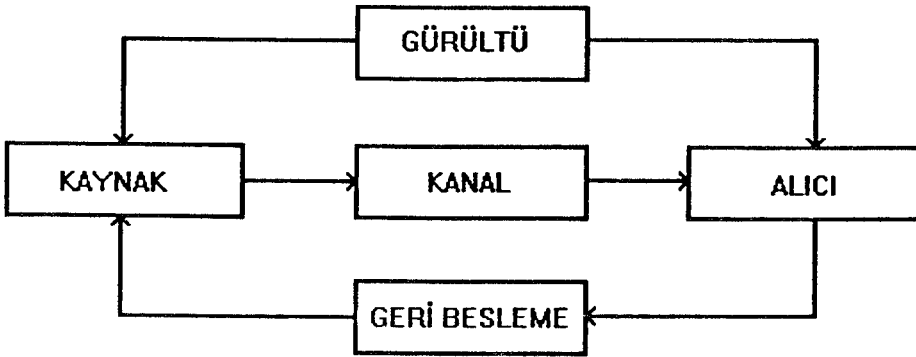 GÜRÜLTÜ
KAYNAK
KANAL
ALICI
GERİ BESLEME